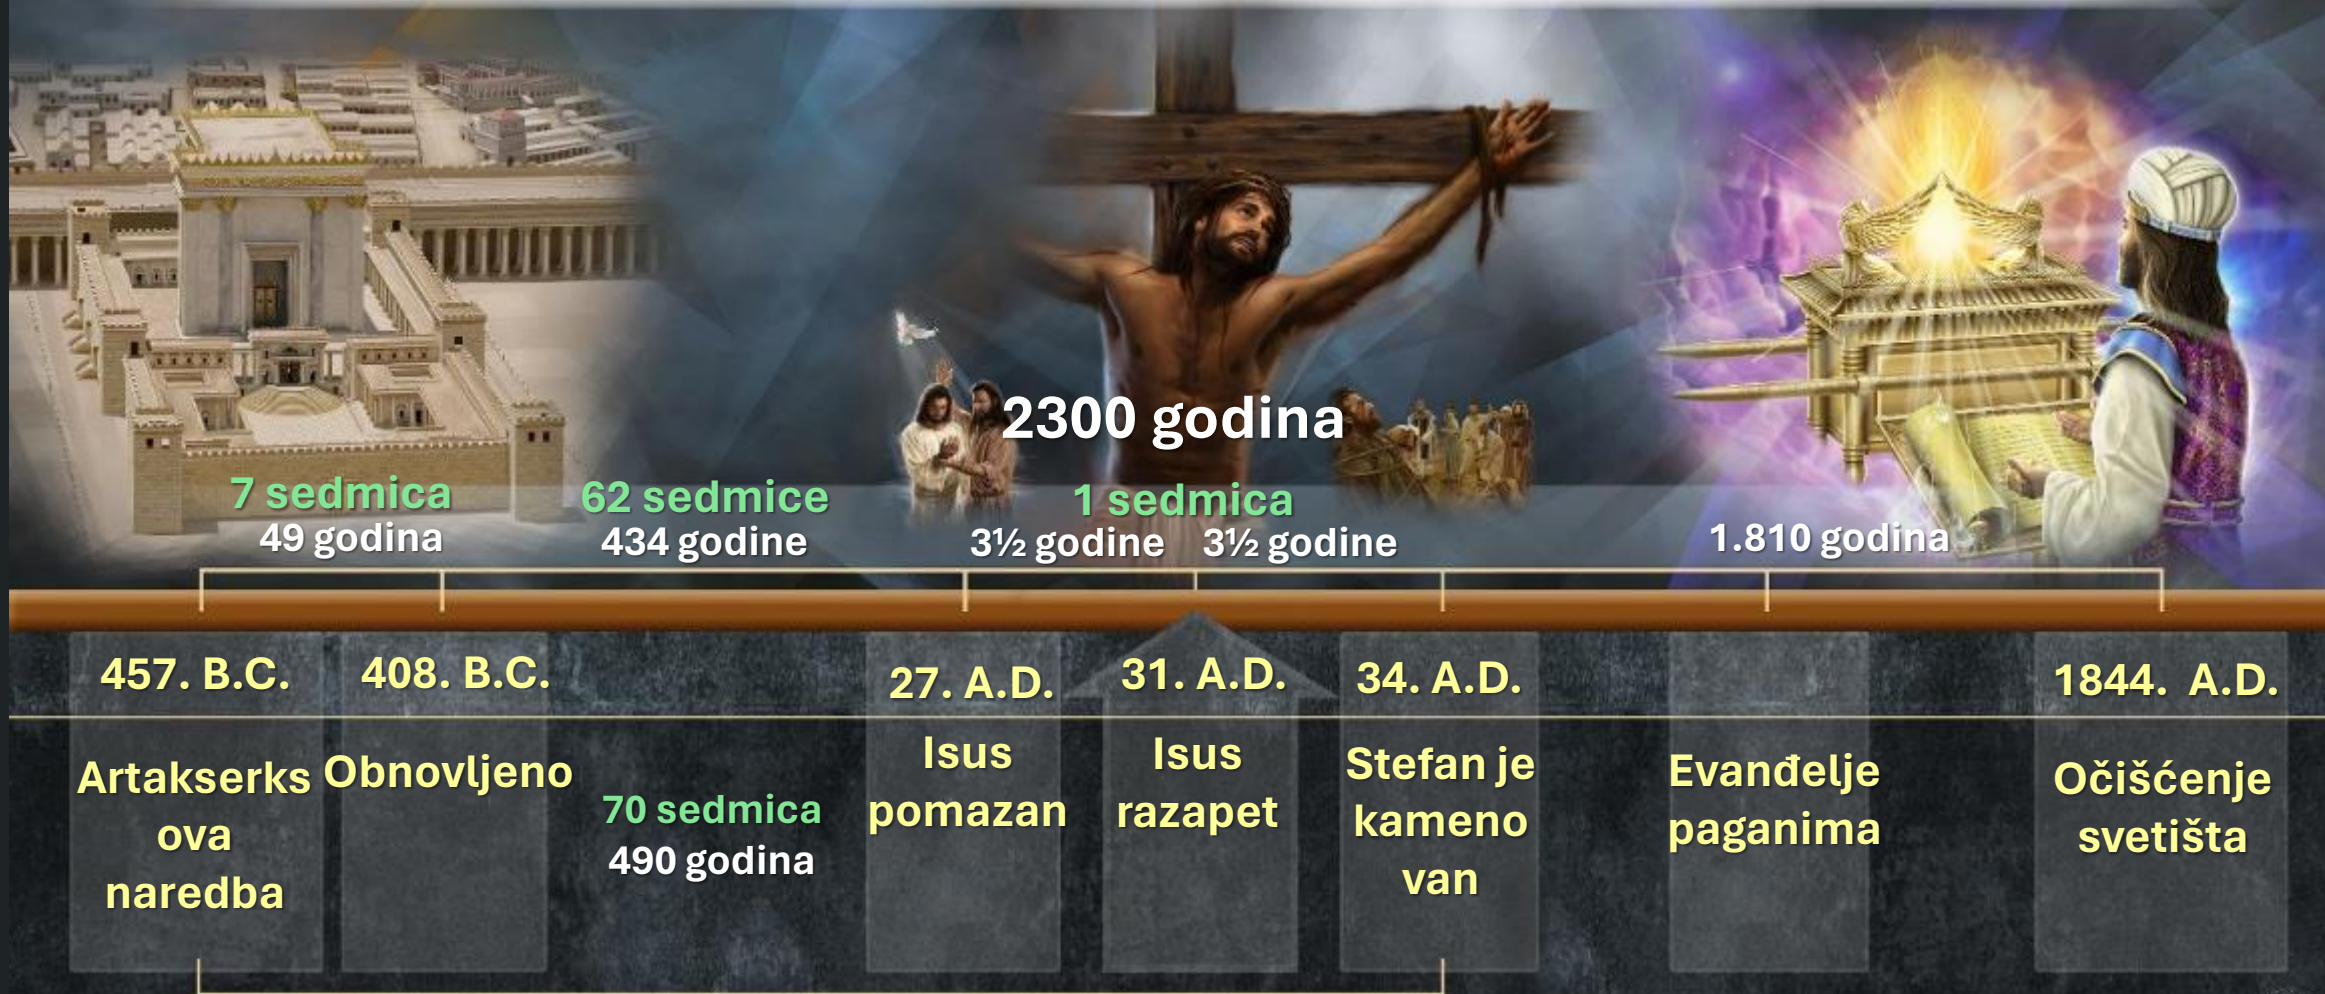 2300 godina
7 sedmica
49 godina
62 sedmice
434 godine
1 sedmica
3½ godine 3½ godine
1.810 godina
457. B.C.
408. B.C.
27. A.D.
31. A.D.
34. A.D.
1844. A.D.
Artakserks
ova
naredba
Obnovljeno
70 sedmica
490 godina
Isus
pomazan
Isus
razapet
Stefan je
kameno
van
Evanđelje
paganima
Očišćenje
svetišta